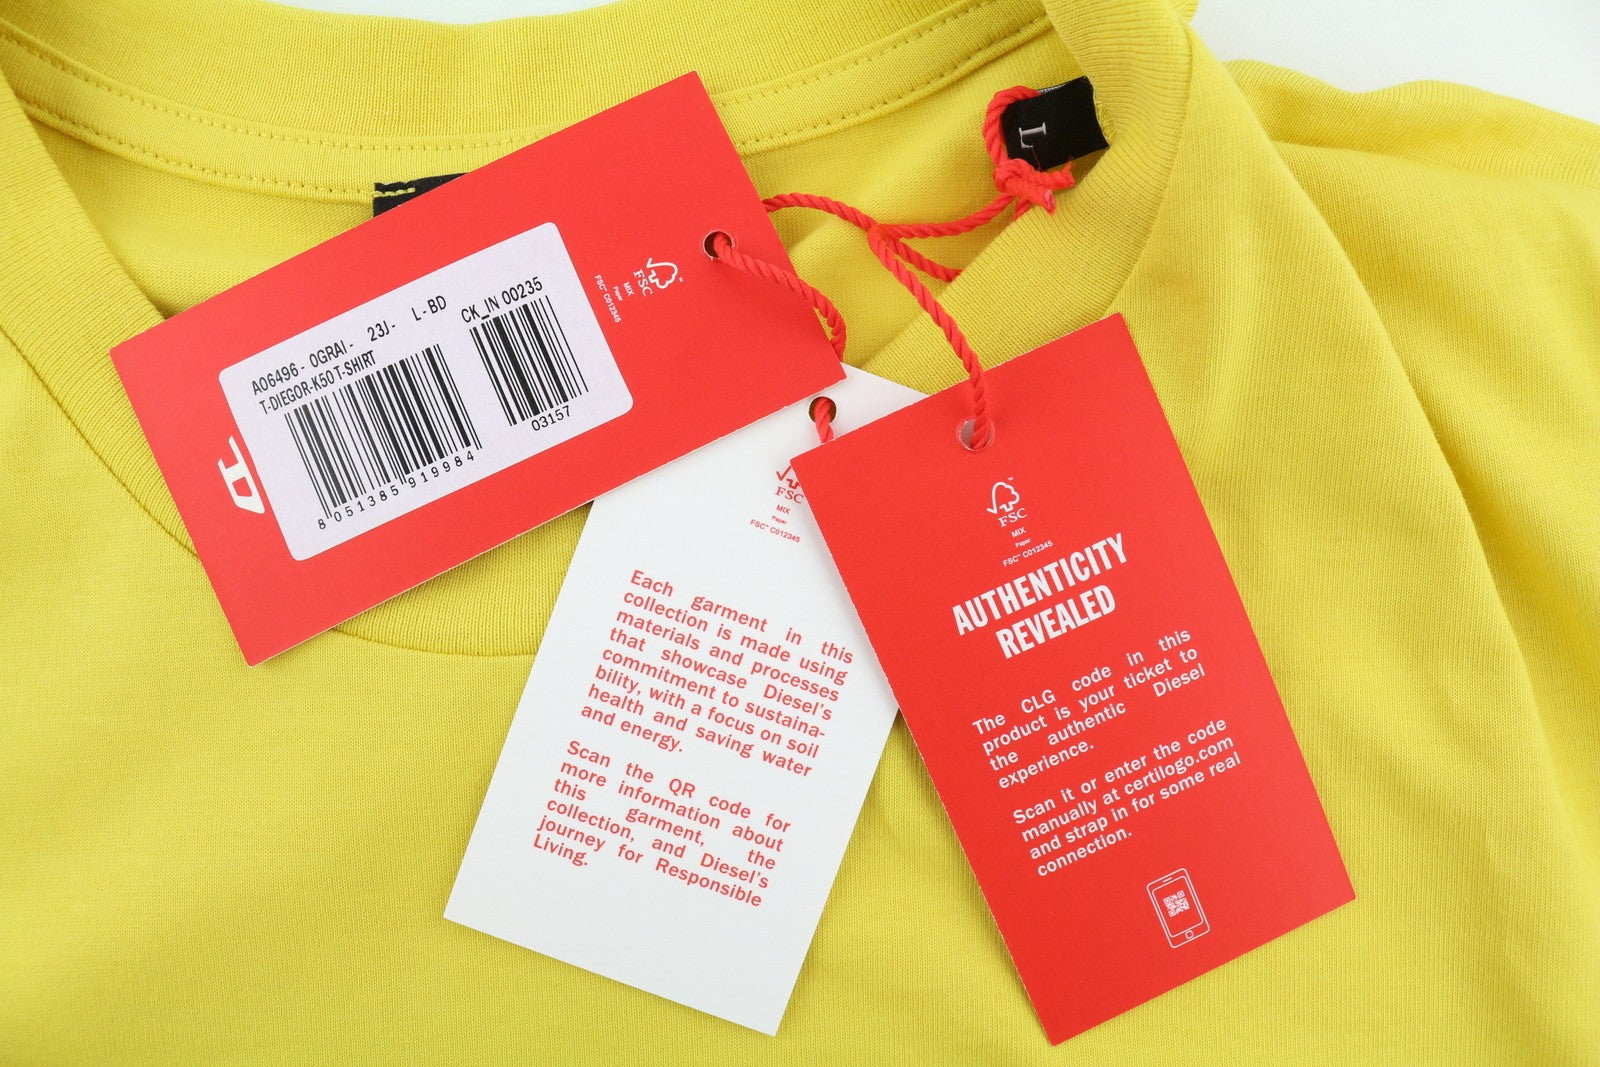 L
A06496 - 0GRAI - 23J - L - BD CK_IN 00235
T-DIEGOR-K50 T-SHIRT
8 051385 919984
03157
D
FSC
MIX
Paper
FSC™ C012345
FSC
MIX
Paper
FSC™ C012345
Each garment in this
collection is made using
materials and processes
that showcase Diesel's
commitment to sustaina-
bility, with a focus on soil
health and saving water
and energy.
Scan the QR code for
more information about
this garment, the
collection, and Diesel's
journey for Responsible
Living.
FSC™
MIX
Paper
FSC™ C012345
AUTHENTICITY
REVEALED
The CLG code in this
product is your ticket to
the authentic Diesel
experience.
Scan it or enter the code
manually at certilogo.com
and strap in for some real
connection.